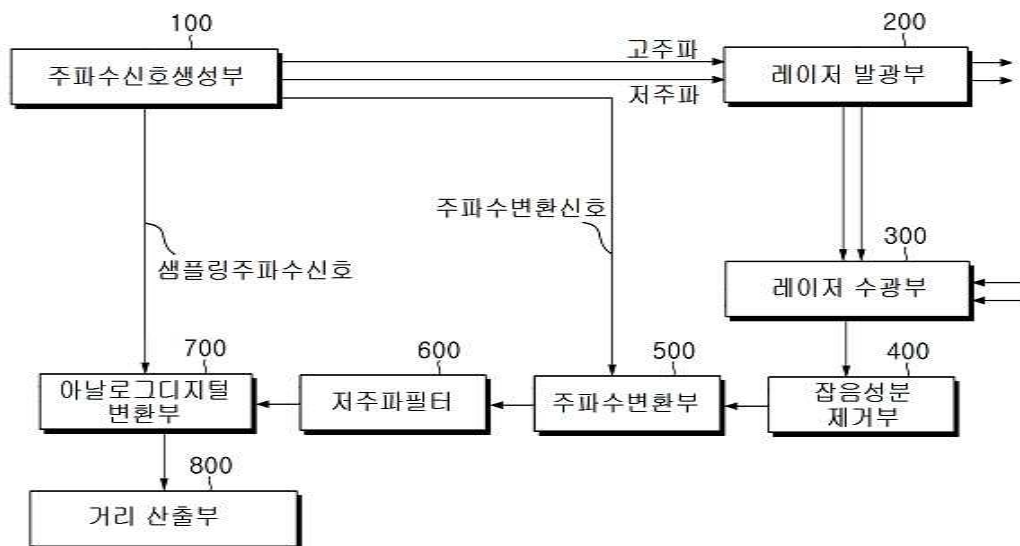 100
주파수신호생성부
고주파
저주파
200
레이저 발광부
주파수변환신호
샘플링주파수신호
300
레이저 수광부
700
아날로그디지털
변환부
600
저주파필터
500
주파수변환부
400
잡음성분
제거부
800
거리 산출부